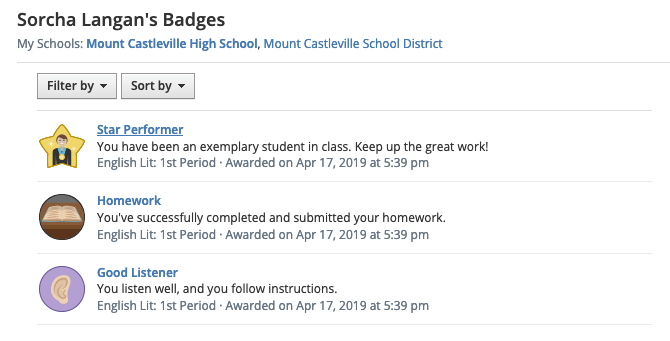 Sorcha Langan's Badges
My Schools: Mount Castleville High School, Mount Castleville School District
Filter by Sort by
Star Performer
You have been an exemplary student in class. Keep up the great work!
English Lit: 1st Period · Awarded on Apr 17, 2019 at 5:39 pm
Homework
You've successfully completed and submitted your homework.
English Lit: 1st Period · Awarded on Apr 17, 2019 at 5:39 pm
Good Listener
You listen well, and you follow instructions.
English Lit: 1st Period · Awarded on Apr 17, 2019 at 5:39 pm